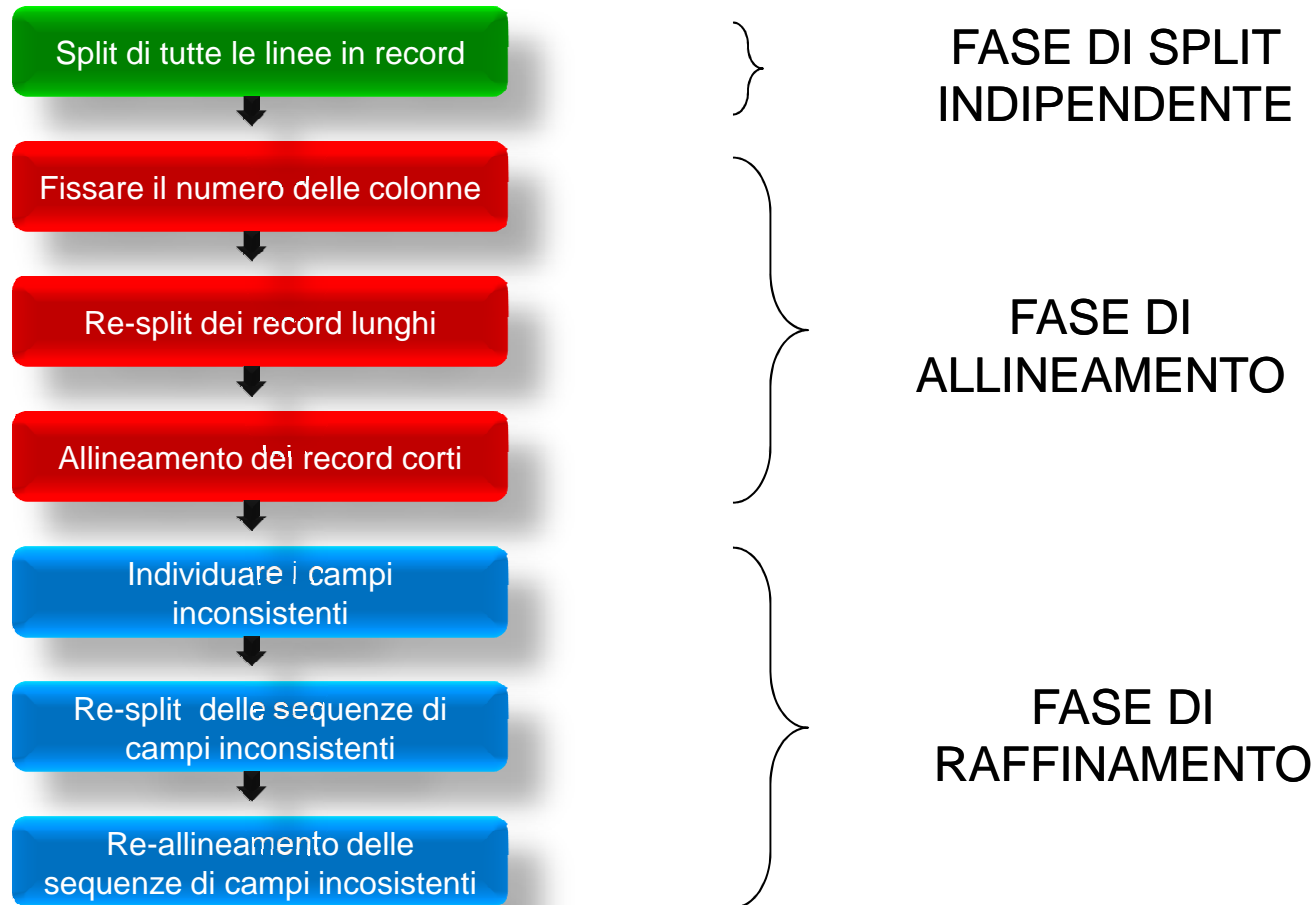 Split di tutte le linee in record
FASE DI SPLIT
INDIPENDENTE
Fissare il numero delle colonne
Re-split dei record lunghi
Allineamento dei record corti
FASE DI
ALLINEAMENTO
Individuare i campi
inconsistenti
Re-split delle sequenze di
campi inconsistenti
Re-allineamento delle
sequenze di campi incosistenti
FASE DI
RAFFINAMENTO